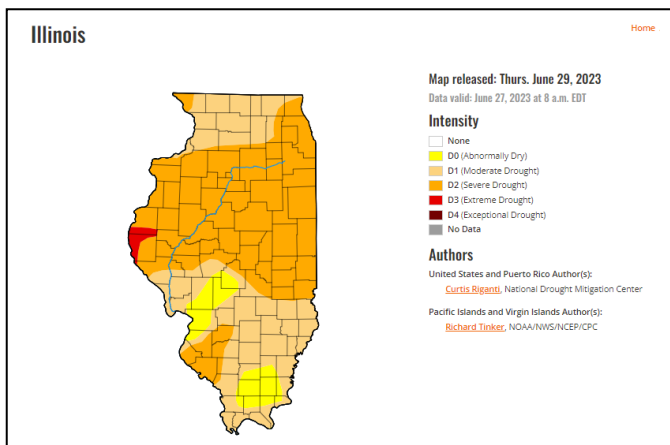 Illinois
Home
Map released: Thurs. June 29, 2023
Data valid: June 27, 2023 at 8 a.m. EDT
Intensity
None
D0 (Abnormally Dry)
D1 (Moderate Drought)
D2 (Severe Drought)
D3 (Extreme Drought)
D4 (Exceptional Drought)
No Data
Authors
United States and Puerto Rico Author(s):
Curtis Riganti, National Drought Mitigation Center
Pacific Islands and Virgin Islands Author(s):
Richard Tinker, NOAA/NWS/NCEP/CPC